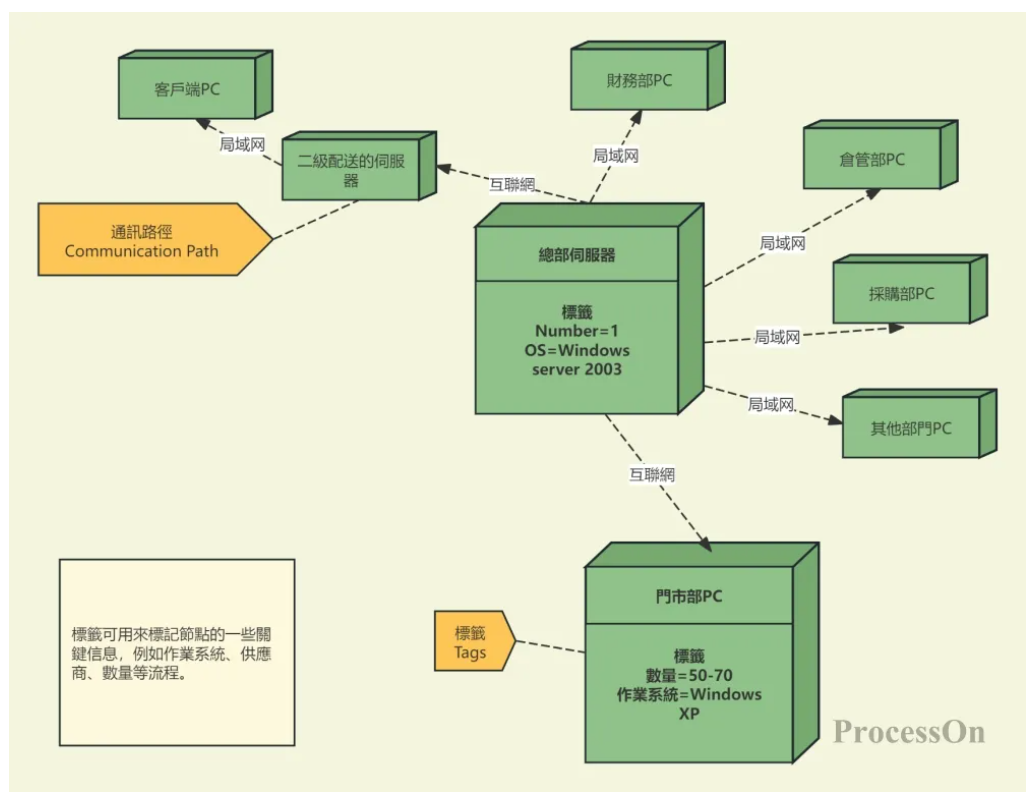 客戶端PC
財務部PC
局域网
二級配送的伺服
器
局域网
倉管部PC
互聯網
通訊路徑
Communication Path
總部伺服器
局域网
採購部PC
標籤
Number=1
OS=Windows
server 2003
局域网
局域网
其他部門PC
互聯網
門市部PC
標籤可用來標記節點的一些關
鍵信息，例如作業系統、供應
商、數量等流程。
標籤
Tags
標籤
數量=50-70
作業系統=Windows
XP
ProcessOn